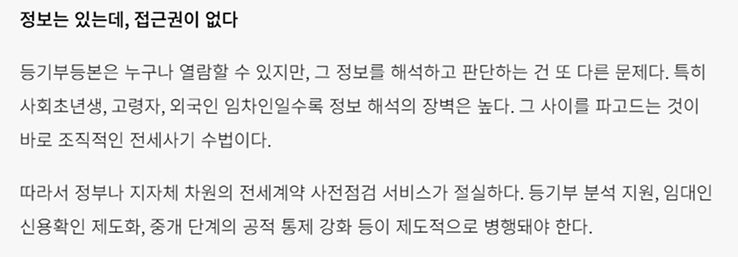 정보는 있는데, 접근권이 없다
등기부등본은 누구나 열람할 수 있지만, 그 정보를 해석하고 판단하는 건 또 다른 문제다. 특히
사회초년생, 고령자, 외국인 임차인일수록 정보 해석의 장벽은 높다. 그 사이를 파고드는 것이
바로 조직적인 전세사기 수법이다.
따라서 정부나 지자체 차원의 전세계약 사전점검 서비스가 절실하다. 등기부 분석 지원, 임대인
신용확인 제도화, 중개 단계의 공적 통제 강화 등이 제도적으로 병행돼야 한다.